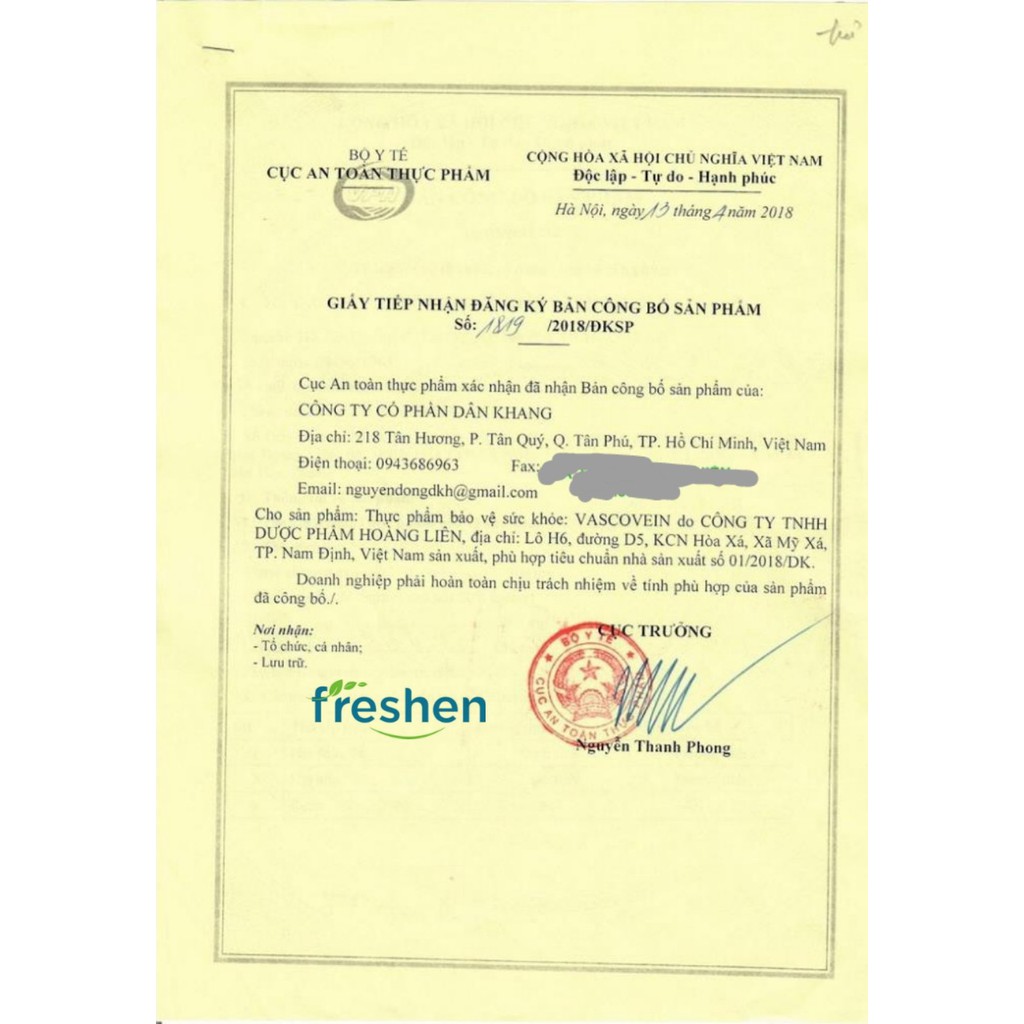 BỘ Y TẾ
CỤC AN TOÀN THỰC PHẨM
CỘNG HÒA XÃ HỘI CHỦ NGHĨA VIỆT NAM
Độc lập - Tự do - Hạnh phúc
Hà Nội, ngày 13 tháng 4 năm 2018
GIẤY TIẾP NHẬN ĐĂNG KÝ BẢN CÔNG BỐ SẢN PHẨM
Số: 1819 /2018/ĐKSP
Cục An toàn thực phẩm xác nhận đã nhận Bản công bố sản phẩm của:
CÔNG TY CỔ PHẦN DÂN KHANG
Địa chỉ: 218 Tân Hương, P. Tân Quý, Q. Tân Phú, TP. Hồ Chí Minh, Việt Nam
Điện thoại: 0943686963 Fax:
Email: nguyendongdkh@gmail.com
Cho sản phẩm: Thực phẩm bảo vệ sức khỏe: VASCOVEIN do CÔNG TY TNHH
DƯỢC PHẨM HOÀNG LIÊN, địa chỉ: Lô H6, đường D5, KCN Hòa Xá, Xã Mỹ Xá,
TP. Nam Định, Việt Nam sản xuất, phù hợp tiêu chuẩn nhà sản xuất số 01/2018/DK.
Doanh nghiệp phải hoàn toàn chịu trách nhiệm về tính phù hợp của sản phẩm
đã công bố./.
Nơi nhận:
- Tổ chức, cá nhân;
- Lưu trữ.
CỤC TRƯỞNG
BỘ Y TẾ
CỤC AN TOÀN THỰC PHẨM
freshen
Nguyễn Thanh Phong